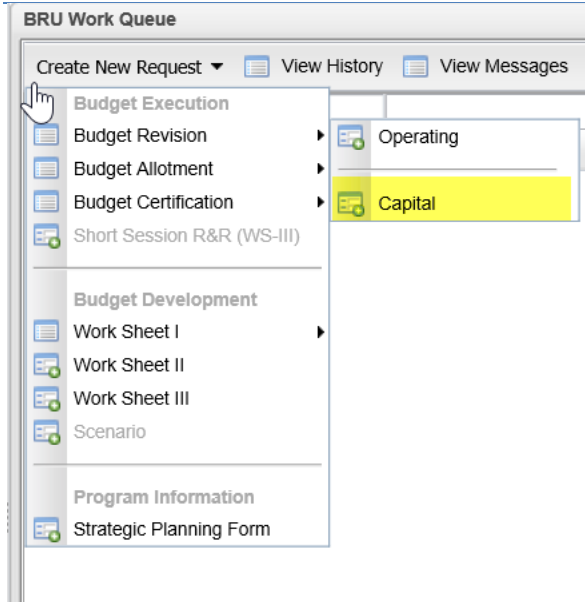 BRU Work Queue
Create New Request View History View Messages
Budget Execution
Budget Revision
Budget Allotment
Budget Certification
Short Session R&R (WS-III)
Operating
Capital
Budget Development
Work Sheet I
Work Sheet II
Work Sheet III
Scenario
Program Information
Strategic Planning Form